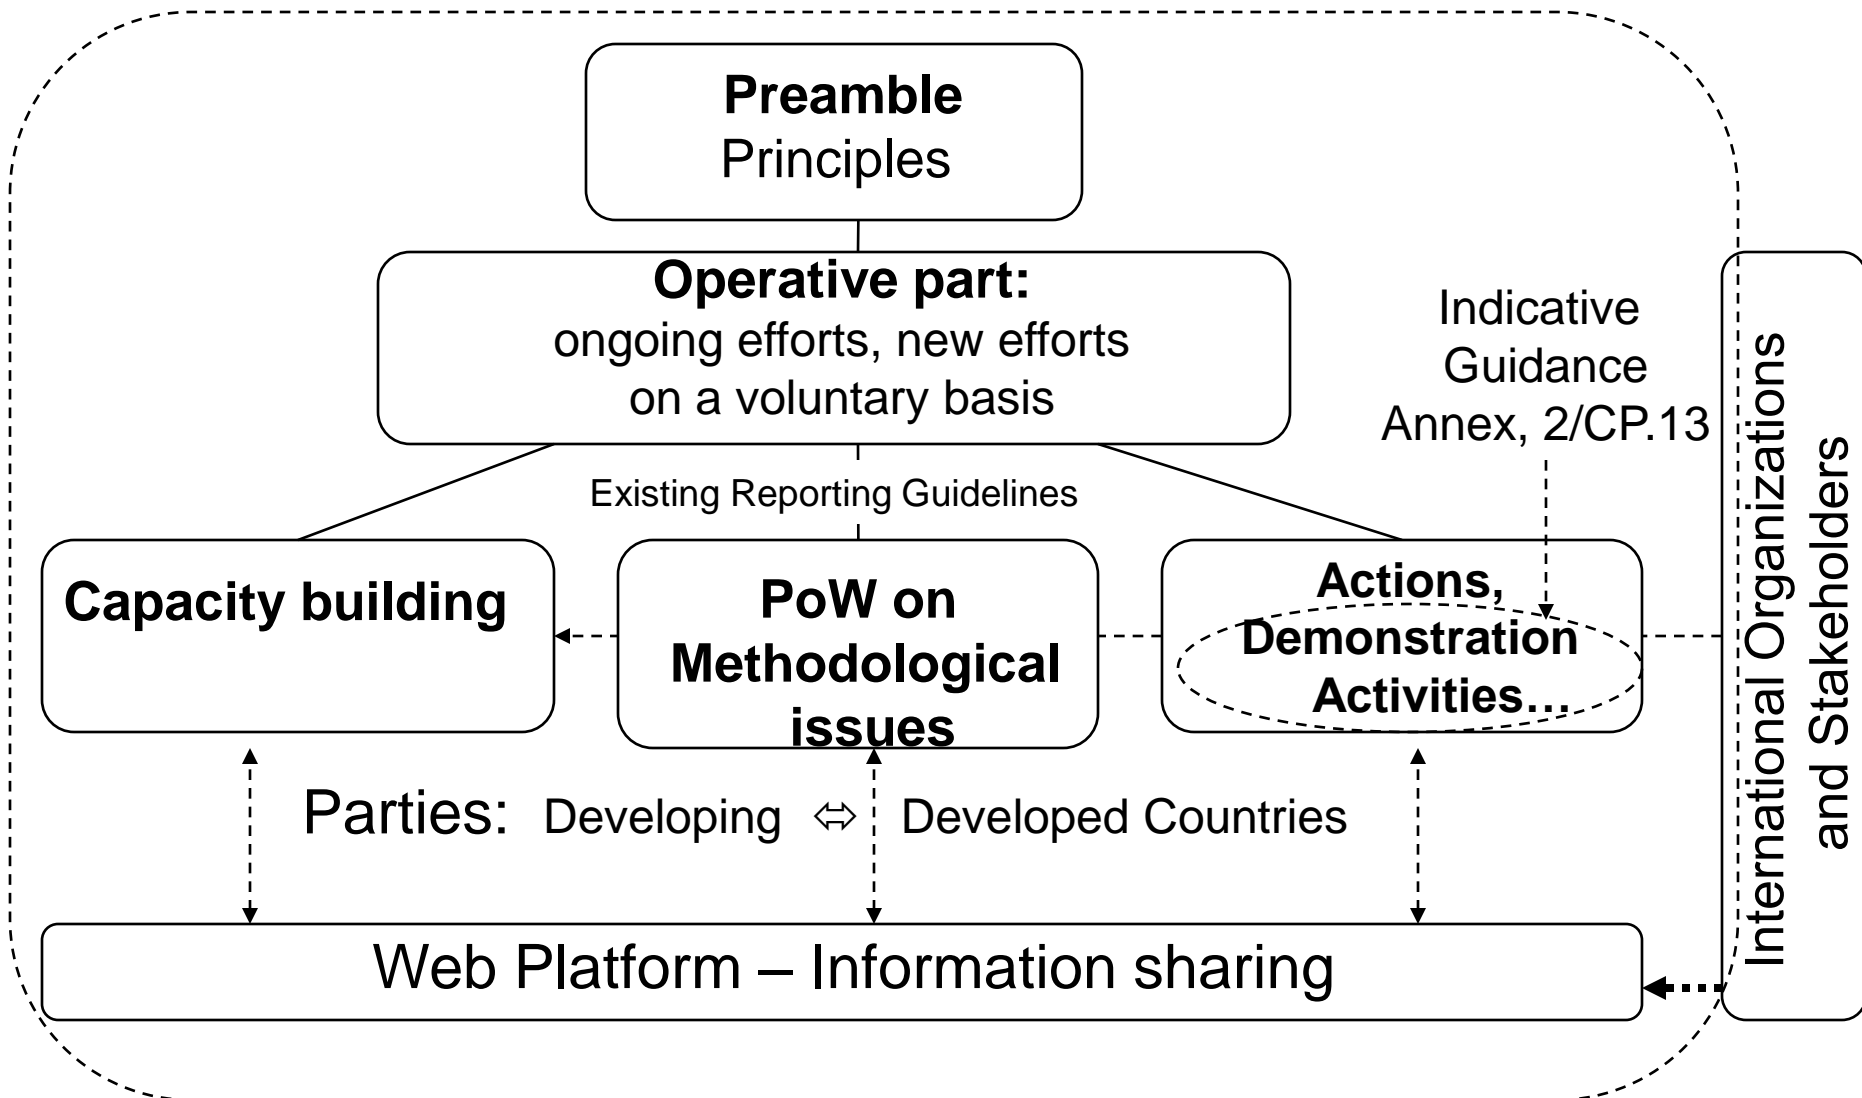 Preamble
Principles
Operative part:
ongoing efforts, new efforts
on a voluntary basis
Indicative
Guidance
Annex, 2/CP.13
Existing Reporting Guidelines
Capacity building
PoW on
Methodological
issues
Actions,
Demonstration
Activities…
Parties: Developing ⇔ Developed Countries
Web Platform – Information sharing
International Organizations
and Stakeholders